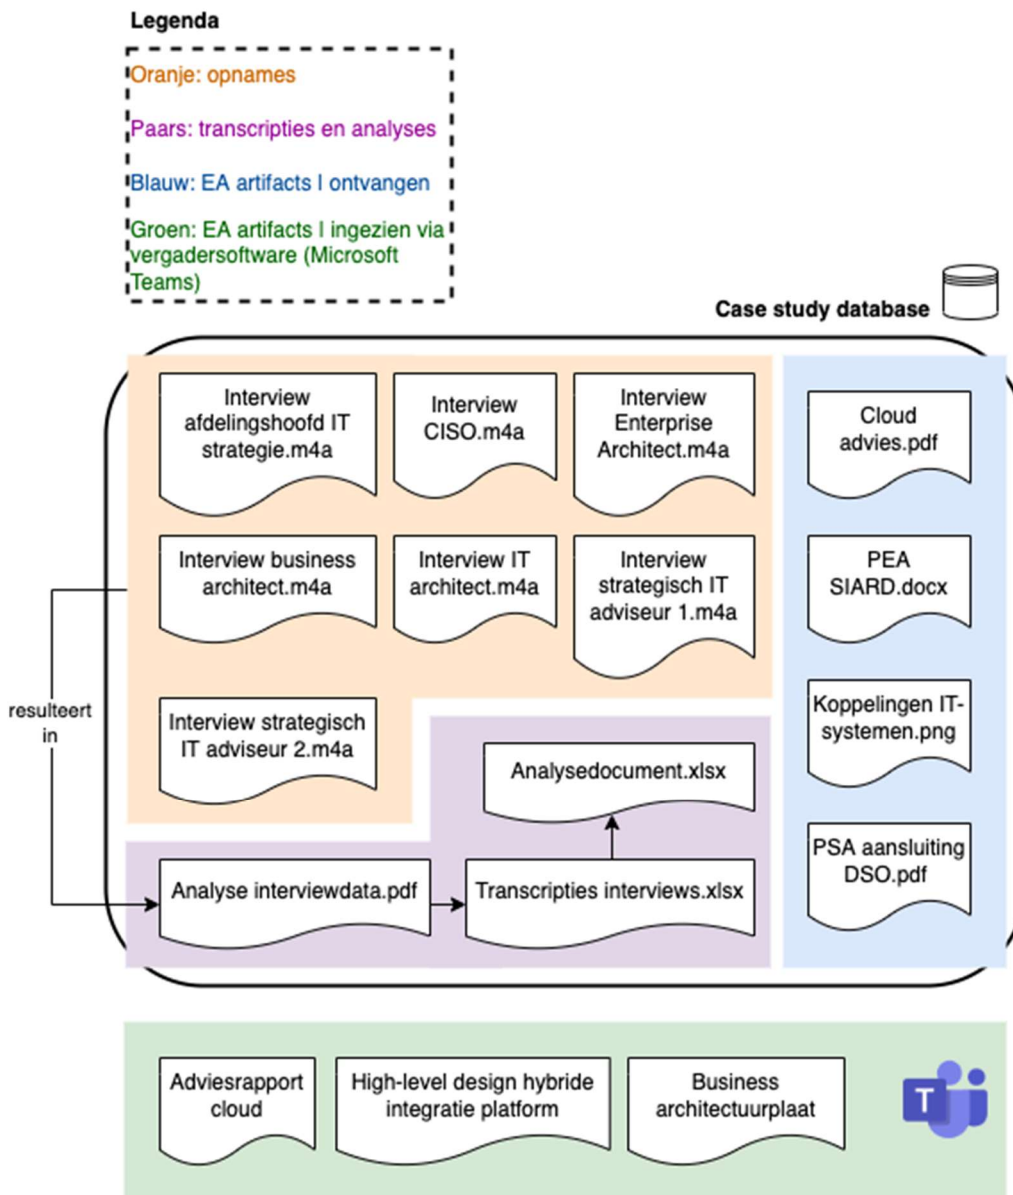 Legenda
Oranje: opnames
Paars: transcripties en analyses
Blauw: EA artifacts | ontvangen
Groen: EA artifacts | ingezien via
vergadersoftware (Microsoft
Teams)
Case study database
Interview
afdelingshoofd IT
strategie.m4a
Interview
CISO.m4a
Interview
Enterprise
Architect.m4a
Cloud
advies.pdf
Interview business
architect.m4a
Interview IT
architect.m4a
Interview
strategisch IT
adviseur 1.m4a
PEA
SIARD.docx
resulteert
in
Interview strategisch
IT adviseur 2.m4a
Koppelingen IT-
systemen.png
Analysedocument.xlsx
Analyse interviewdata.pdf
Transcripties interviews.xlsx
PSA aansluiting
DSO.pdf
Adviesrapport
cloud
High-level design hybride
integratie platform
Business
architectuurplaat
T